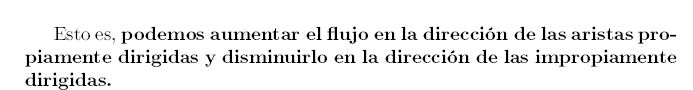 Esto es, podemos aumentar el flujo en la dirección de las aristas pro-
piamente dirigidas y disminuirlo en la dirección de las impropiamente
dirigidas.